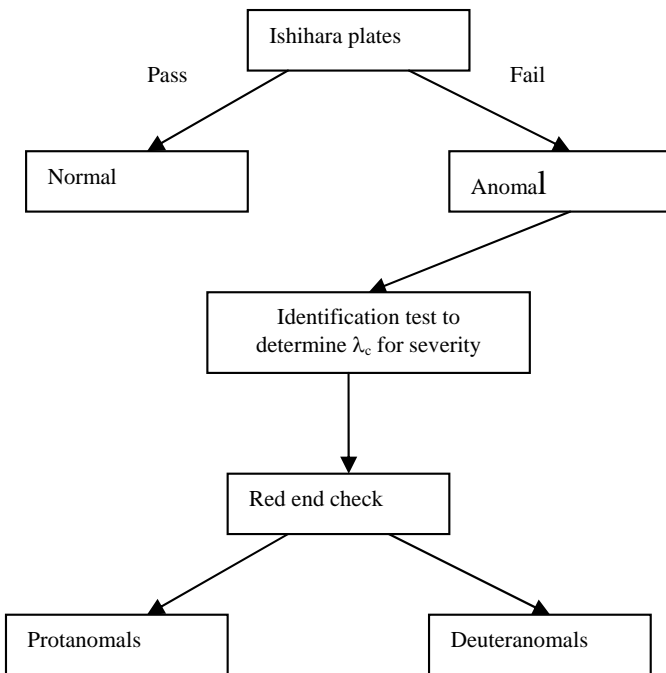 Ishihara plates
Pass
Fail
Normal
Anomal
Identification test to
determine λc for severity
Red end check
Protanomals
Deuteranomals